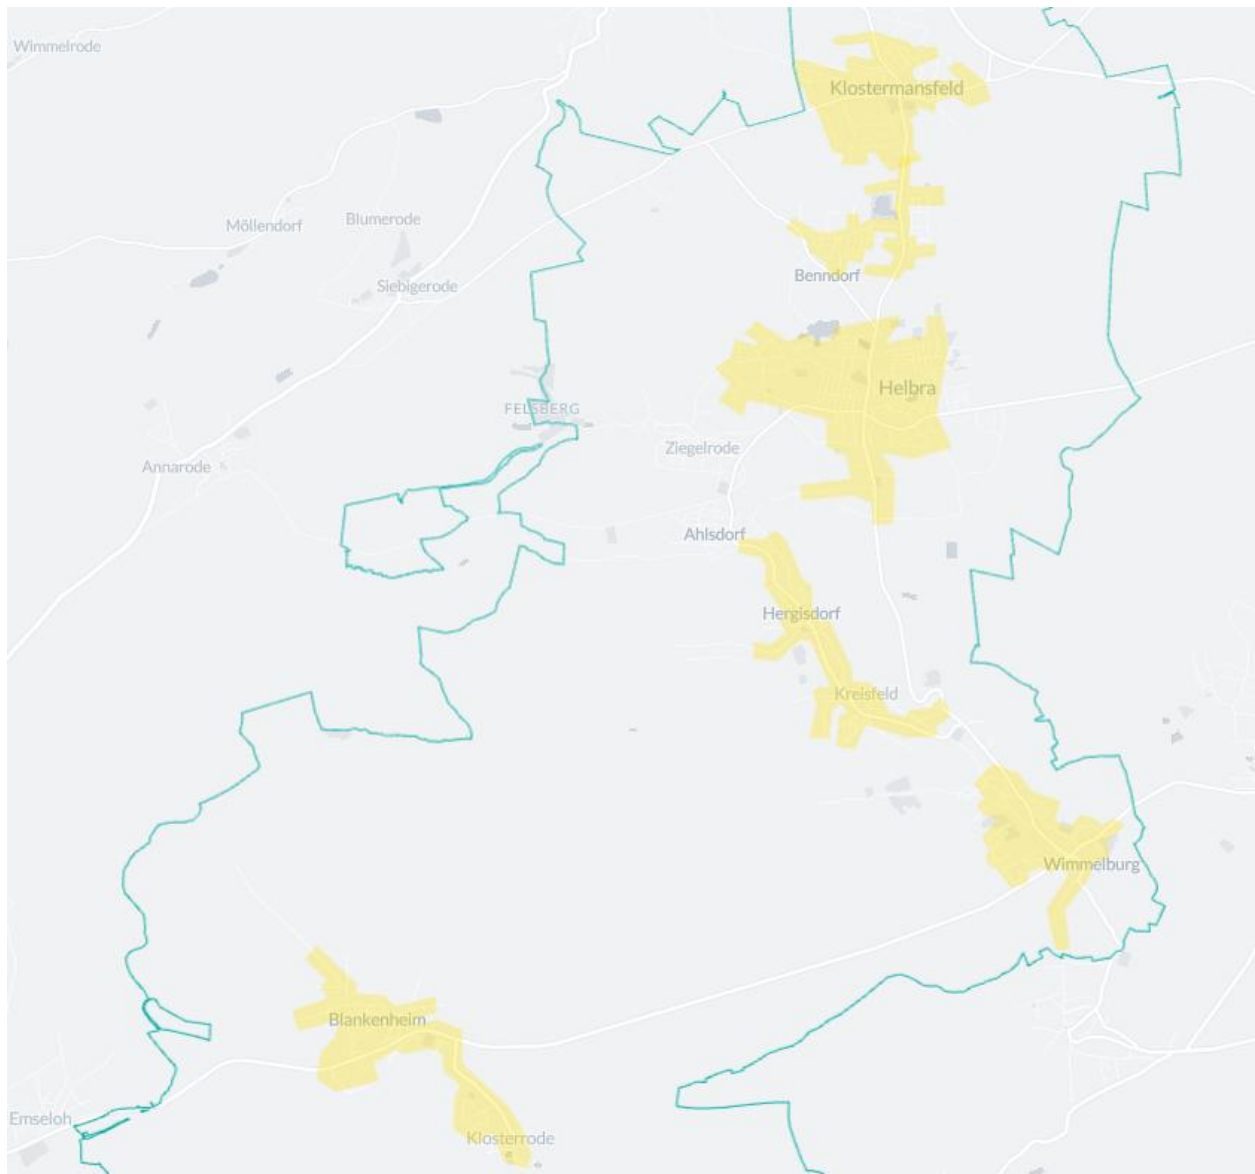 Wimmelrode
Klostermansfeld
Möllendorf
Blumerode
Siebigerode
Benndorf
Helbra
FELSBERG
Ziegelrode
Annarode
Ahlsdorf
Hergisdorf
Kreisfeld
Wimmelburg
Blankenheim
Emseloh
Klosterrode